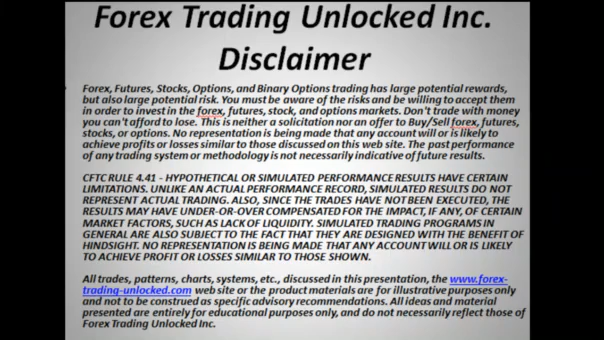 Forex Trading Unlocked Inc.
Disclaimer
Forex, Futures, Stocks, Options, and Binary Options trading has large potential rewards,
but also large potential risk. You must be aware of the risks and be willing to accept them
in order to invest in the forex, futures, stock, and options markets. Don't trade with money
you can't afford to lose. This is neither a solicitation nor an offer to Buy/Sell forex, futures,
stocks, or options. No representation is being made that any account will or is likely to
achieve profits or losses similar to those discussed on this web site. The past performance
of any trading system or methodology is not necessarily indicative of future results.
CFTC RULE 4.41 - HYPOTHETICAL OR SIMULATED PERFORMANCE RESULTS HAVE CERTAIN
LIMITATIONS. UNLIKE AN ACTUAL PERFORMANCE RECORD, SIMULATED RESULTS DO NOT
REPRESENT ACTUAL TRADING. ALSO, SINCE THE TRADES HAVE NOT BEEN EXECUTED, THE
RESULTS MAY HAVE UNDER-OR-OVER COMPENSATED FOR THE IMPACT, IF ANY, OF CERTAIN
MARKET FACTORS, SUCH AS LACK OF LIQUIDITY. SIMULATED TRADING PROGRAMS IN
GENERAL ARE ALSO SUBJECT TO THE FACT THAT THEY ARE DESIGNED WITH THE BENEFIT OF
HINDSIGHT. NO REPRESENTATION IS BEING MADE THAT ANY ACCOUNT WILL OR IS LIKELY
TO ACHIEVE PROFIT OR LOSSES SIMILAR TO THOSE SHOWN.
All trades, patterns, charts, systems, etc., discussed in this presentation, the www.forex-
trading-unlocked.com web site or the product materials are for illustrative purposes only
and not to be construed as specific advisory recommendations. All ideas and material
presented are entirely for educational purposes only, and do not necessarily reflect those of
Forex Trading Unlocked Inc.